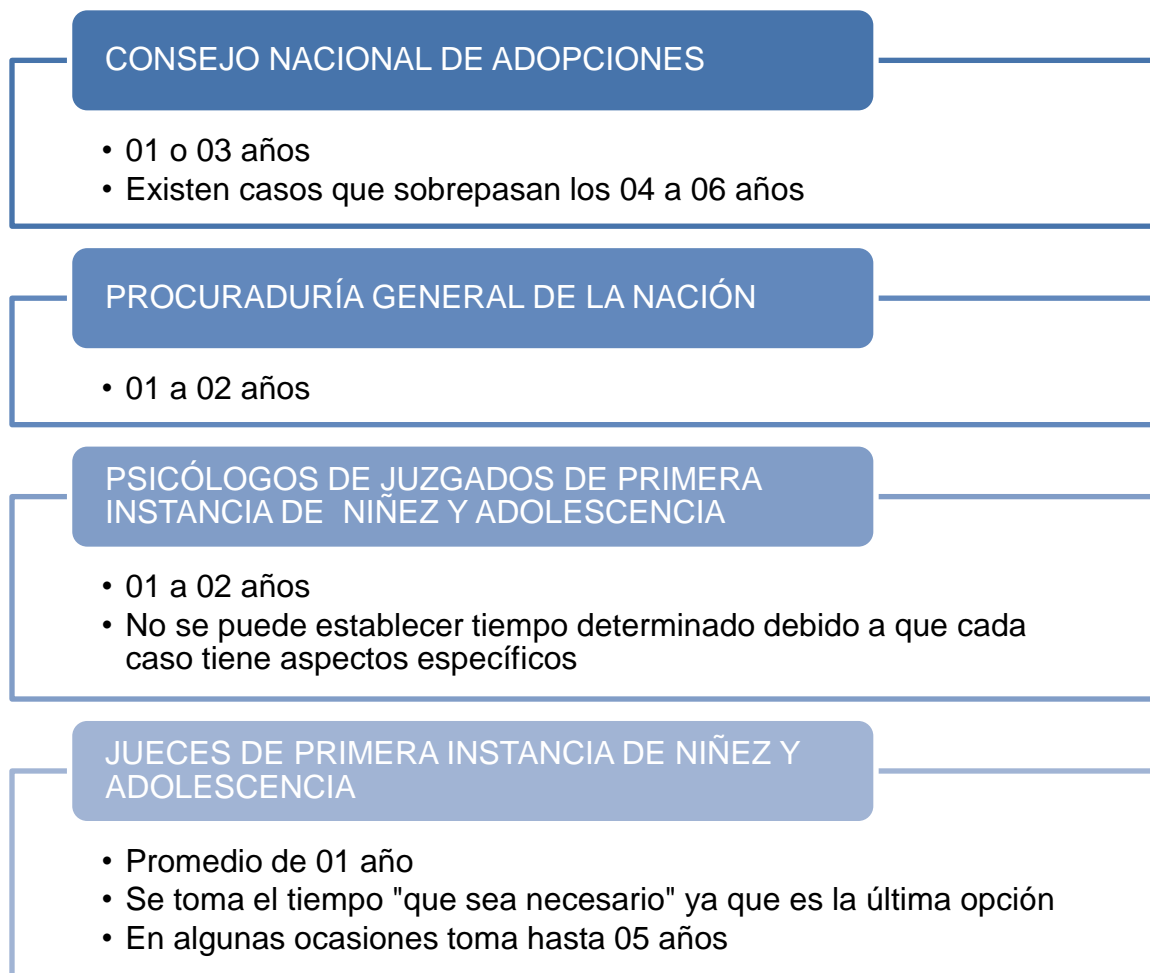 CONSEJO NACIONAL DE ADOPCIONES
• 01 o 03 años
• Existen casos que sobrepasan los 04 a 06 años
PROCURADURÍA GENERAL DE LA NACIÓN
• 01 a 02 años
PSICÓLOGOS DE JUZGADOS DE PRIMERA
INSTANCIA DE NIÑEZ Y ADOLESCENCIA
• 01 a 02 años
• No se puede establecer tiempo determinado debido a que cada
caso tiene aspectos específicos
JUECES DE PRIMERA INSTANCIA DE NIÑEZ Y
ADOLESCENCIA
• Promedio de 01 año
• Se toma el tiempo "que sea necesario" ya que es la última opción
• En algunas ocasiones toma hasta 05 años